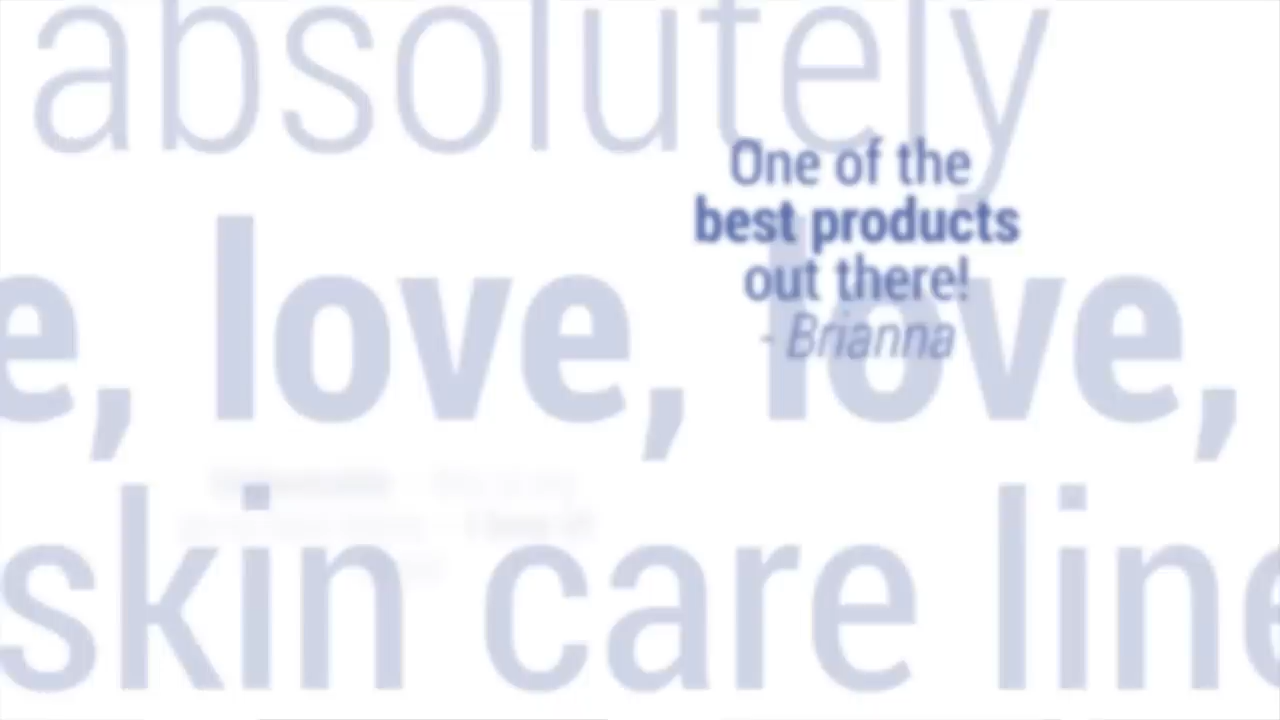 absolutely
One of the
best products
out there!
- Brianna
e, love, love,
skin care line